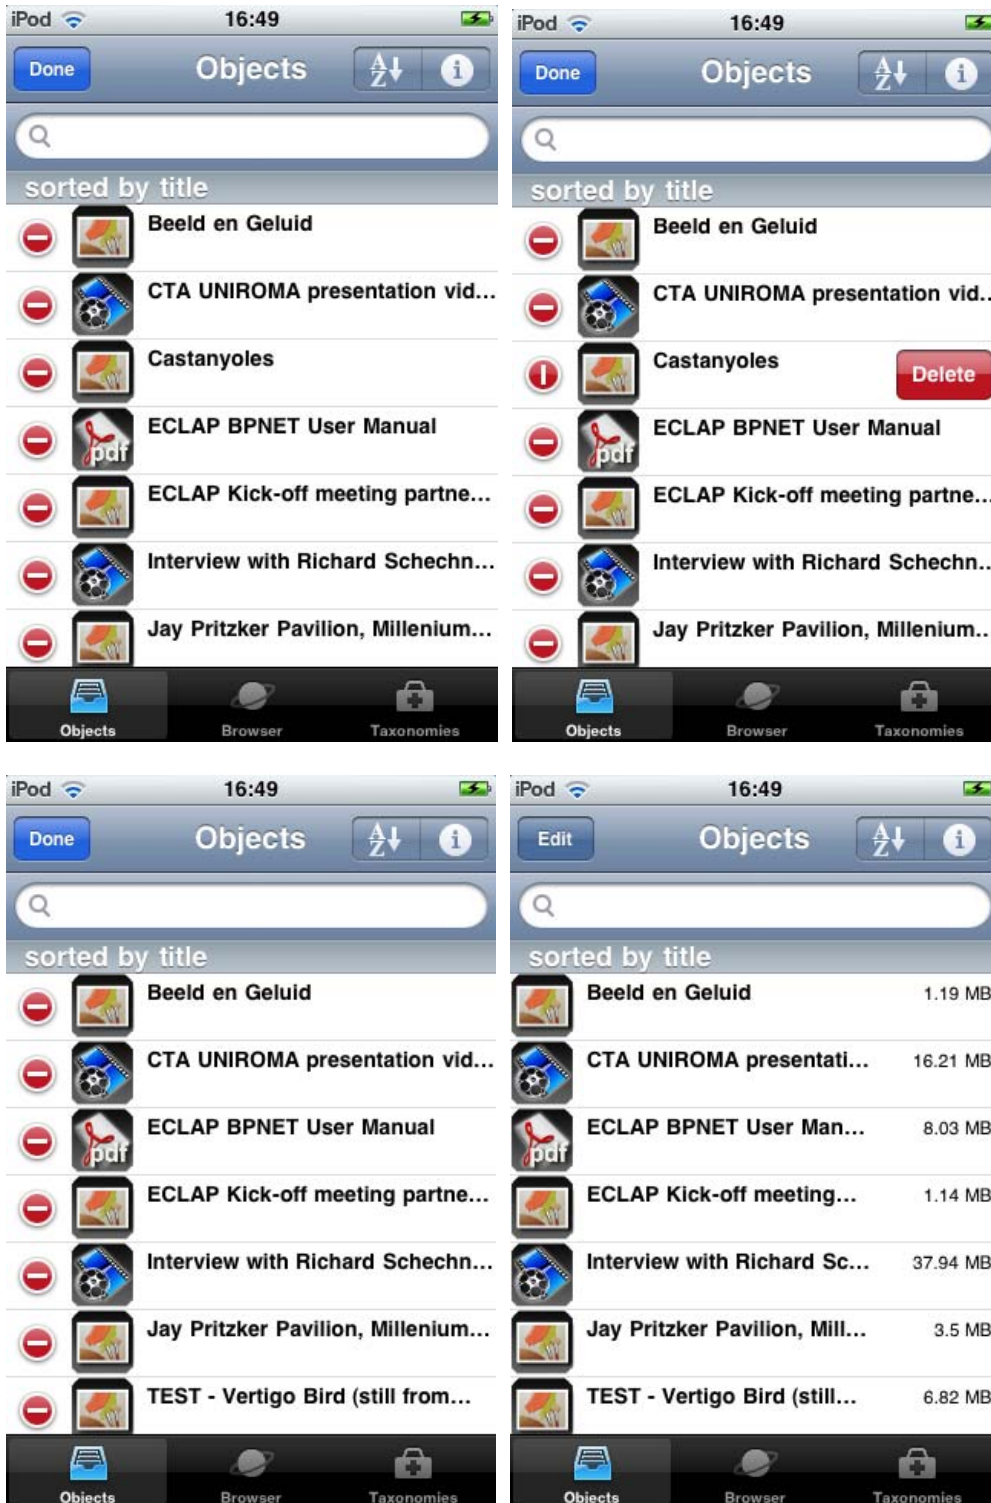 iPod 16:49
Done Objects A Z
sorted by title
Beeld en Geluid
CTA UNIROMA presentation vid...
Castanyoles
pdf ECLAP BPNET User Manual
ECLAP Kick-off meeting partne...
Interview with Richard Schechn...
Jay Pritzker Pavilion, Millenium...
Objects Browser Taxonomies
iPod 16:49
Done Objects A Z
sorted by title
Beeld en Geluid
CTA UNIROMA presentation vid..
Castanyoles Delete
pdf ECLAP BPNET User Manual
ECLAP Kick-off meeting partne...
Interview with Richard Schechn..
Jay Pritzker Pavilion, Millenium..
Objects Browser Taxonomies
iPod 16:49
Done Objects A Z
sorted by title
Beeld en Geluid
CTA UNIROMA presentation vid...
pdf ECLAP BPNET User Manual
ECLAP Kick-off meeting partne...
Interview with Richard Schechn...
Jay Pritzker Pavilion, Millenium...
TEST - Vertigo Bird (still from...
Objects Browser Taxonomies
iPod 16:49
Edit Objects A Z
sorted by title
Beeld en Geluid 1.19 MB
CTA UNIROMA presentati... 16.21 MB
pdf ECLAP BPNET User Man... 8.03 MB
ECLAP Kick-off meeting... 1.14 MB
Interview with Richard Sc... 37.94 MB
Jay Pritzker Pavilion, Mill... 3.5 MB
TEST - Vertigo Bird (still... 6.82 MB
Objects Browser Taxonomies